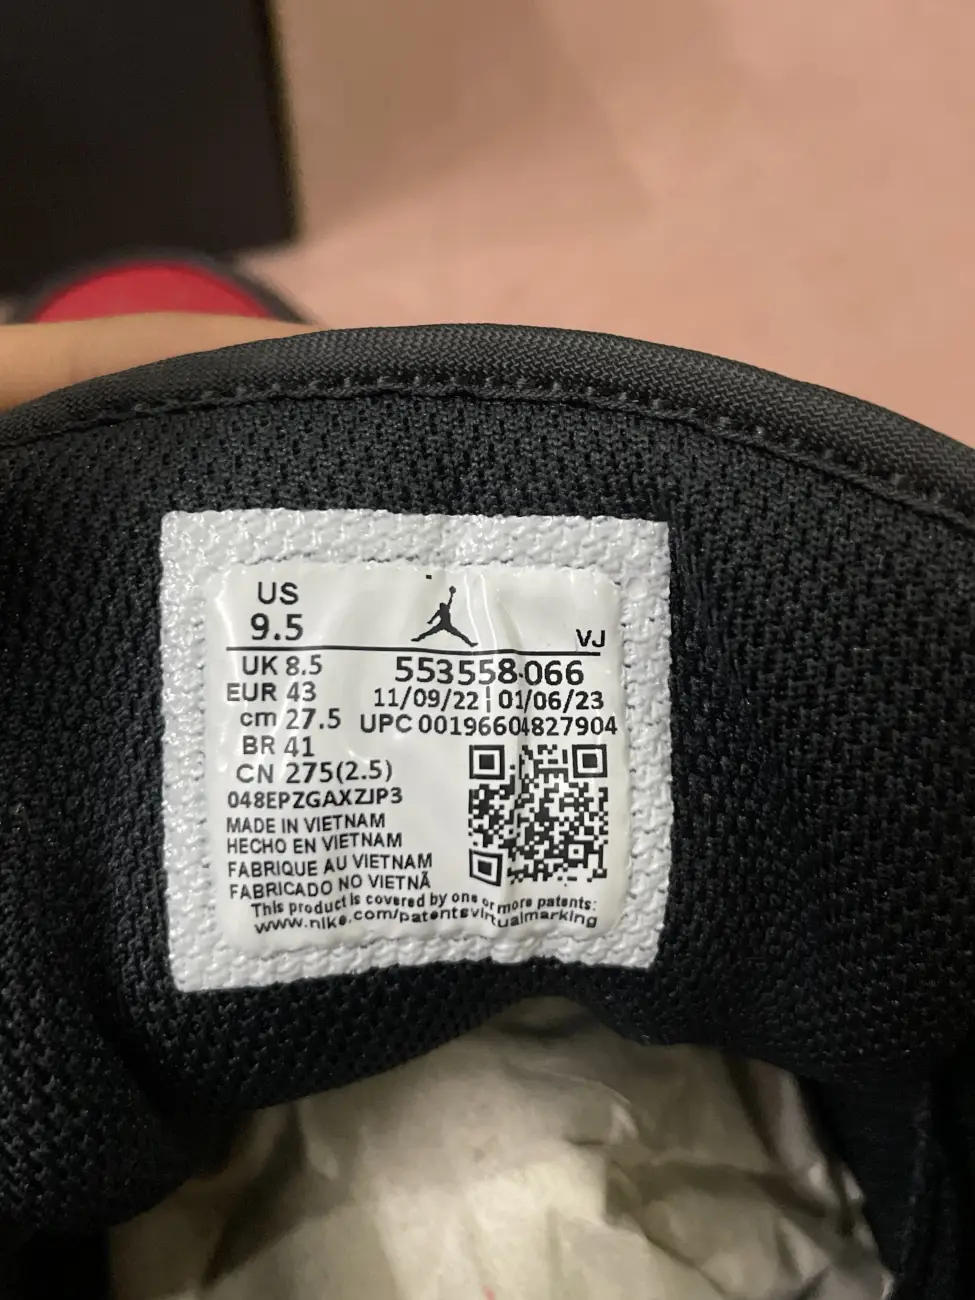 US
9.5
VJ
UK 8.5
553558-066
EUR 43
11/09/22 | 01/06/23
cm 27.5
UPC 00196604827904
BR 41
CN 275(2.5)
048EPZGAXZJP3
MADE IN VIETNAM
HECHO EN VIETNAM
FABRIQUE AU VIETNAM
FABRICADO NO VIETNÃ
This product is covered by one or more patents:
www.nike.com/patentsvirtualmarking